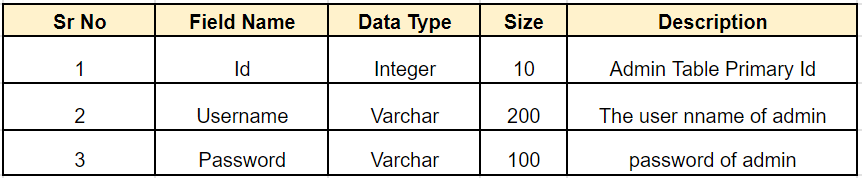 Sr No Field Name Data Type Size Description
1 Id Integer 10 Admin Table Primary Id
2 Username Varchar 200 The user nname of admin
3 Password Varchar 100 password of admin